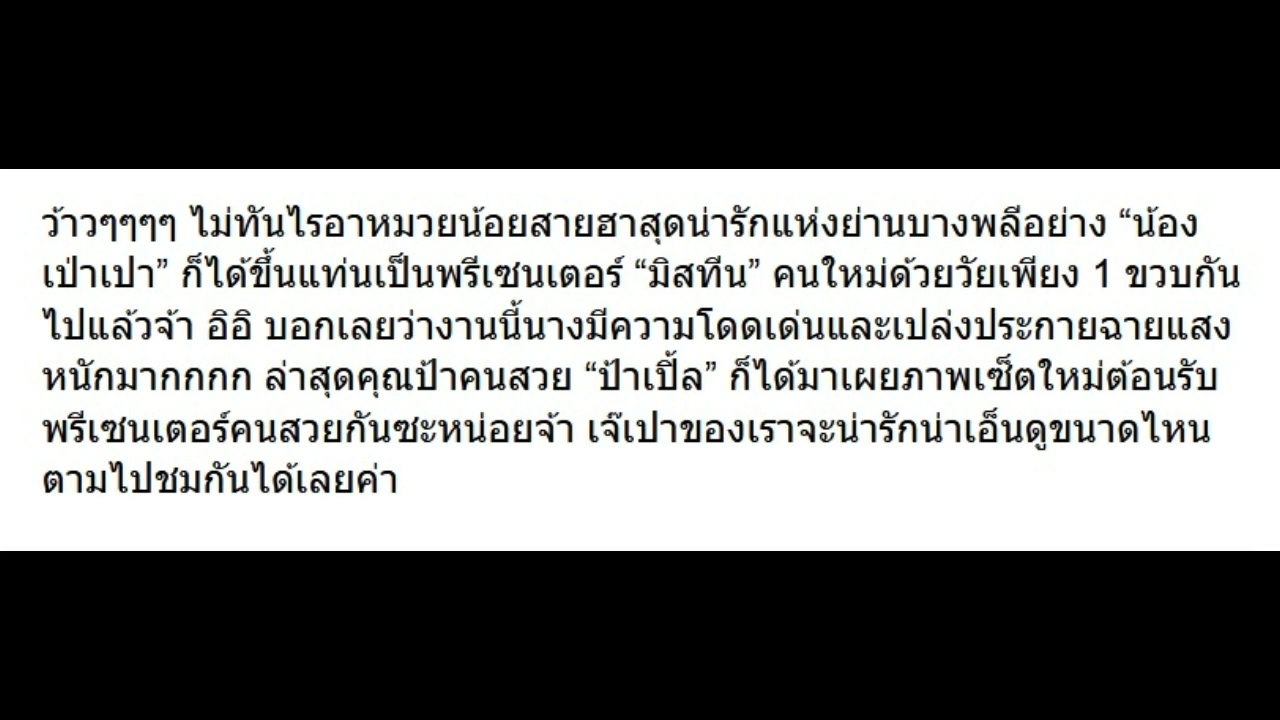 ว้าวๆๆๆๆ ไม่ทันไรอาหมวยน้อยสายฮาสุดน่ารักแห่งย่านบางพลีอย่าง “น้อง
เป่าเปา” ก็ได้ขึ้นแท่นเป็นพรีเซนเตอร์ “มิสทีน” คนใหม่ด้วยวัยเพียง 1 ขวบกัน
ไปแล้วจ้า อิอิ บอกเลยว่างานนี้นางมีความโดดเด่นและเปล่งประกายฉายแสง
หนักมากกกก ล่าสุดคุณป้าคนสวย “ป้าเปิ้ล” ก็ได้มาเผยภาพเซ็ตใหม่ต้อนรับ
พรีเซนเตอร์คนสวยกันซะหน่อยจ้า เจ๊เปาของเราจะน่ารักน่าเอ็นดูขนาดไหน
ตามไปชมกันได้เลยค่า